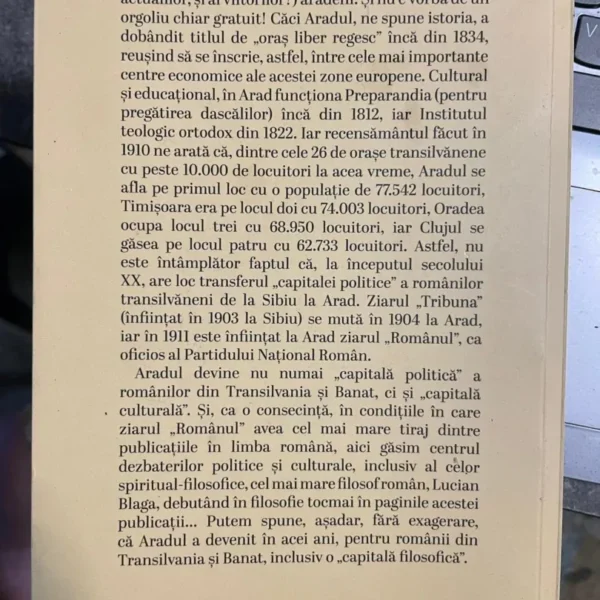 orgoliu chiar gratuit! Căci Aradul, ne spune istoria, a
dobândit titlul de „oraș liber regesc” încă din 1834,
reușind să se înscrie, astfel, între cele mai importante
centre economice ale acestei zone europene. Cultural
și educațional, în Arad funcționa Preparandia (pentru
pregătirea dascălilor) încă din 1812, iar Institutul
teologic ortodox din 1822. Iar recensământul făcut în
1910 ne arată că, dintre cele 26 de orașe transilvănene
cu peste 10.000 de locuitori la acea vreme, Aradul se
afla pe primul loc cu o populație de 77.542 locuitori,
Timișoara era pe locul doi cu 74.003 locuitori, Oradea
ocupa locul trei cu 68.950 locuitori, iar Clujul se
găsea pe locul patru cu 62.733 locuitori. Astfel, nu
este întâmplător faptul că, la începutul secolului
XX, are loc transferul „capitalei politice” a românilor
transilvăneni de la Sibiu la Arad. Ziarul „Tribuna”
(înființat în 1903 la Sibiu) se mută în 1904 la Arad,
iar în 1911 este înființat la Arad ziarul „Românul”, ca
oficios al Partidului Național Român.
Aradul devine nu numai „capitală politică” a
românilor din Transilvania și Banat, ci și „capitală
culturală”. Și, ca o consecință, în condițiile în care
ziarul „Românul” avea cel mai mare tiraj dintre
publicațiile în limba română, aici găsim centrul
dezbaterilor politice și culturale, inclusiv al celor
spiritual-filosofice, cel mai mare filosof român, Lucian
Blaga, debutând în filosofie tocmai în paginile acestei
publicații... Putem spune, așadar, fără exagerare,
că Aradul a devenit în acei ani, pentru românii din
Transilvania și Banat, inclusiv o „capitală filosofică”.
V